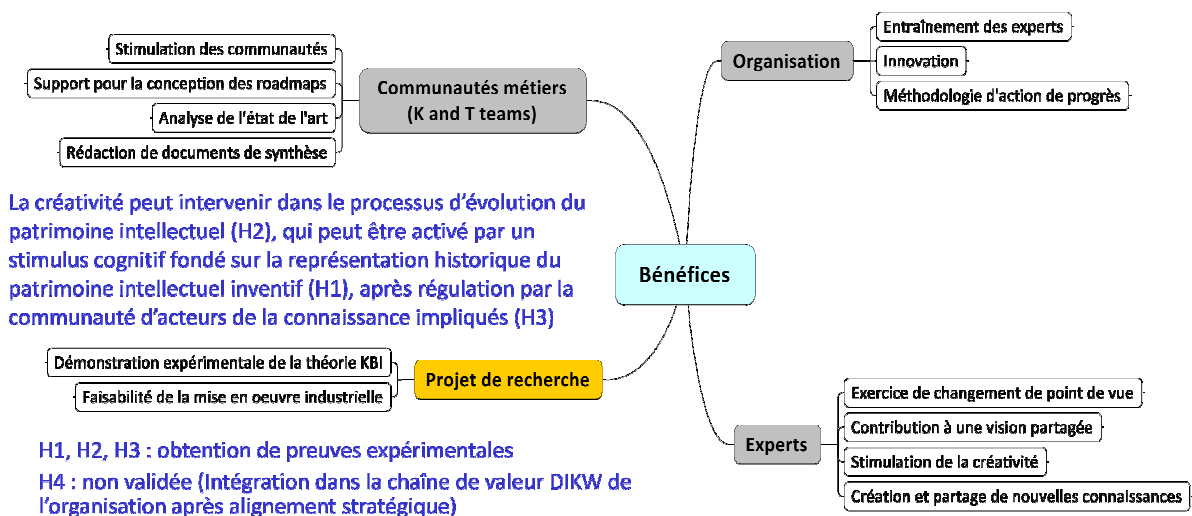 Stimulation des communautés
Support pour la conception des roadmaps
Analyse de l'état de l'art
Rédaction de documents de synthèse
Communautés métiers
(K and T teams)
Organisation
Entraînement des experts
Innovation
Méthodologie d'action de progrès
La créativité peut intervenir dans le processus d’évolution du
patrimoine intellectuel (H2), qui peut être activé par un
stimulus cognitif fondé sur la représentation historique du
patrimoine intellectuel inventif (H1), après régulation par la
communauté d’acteurs de la connaissance impliqués (H3)
Bénéfices
Démonstration expérimentale de la théorie KBI
Faisabilité de la mise en oeuvre industrielle
Projet de recherche
Experts
Exercice de changement de point de vue
Contribution à une vision partagée
Stimulation de la créativité
Création et partage de nouvelles connaissances
H1, H2, H3 : obtention de preuves expérimentales
H4 : non validée (Intégration dans la chaîne de valeur DIKW de
l’organisation après alignement stratégique)